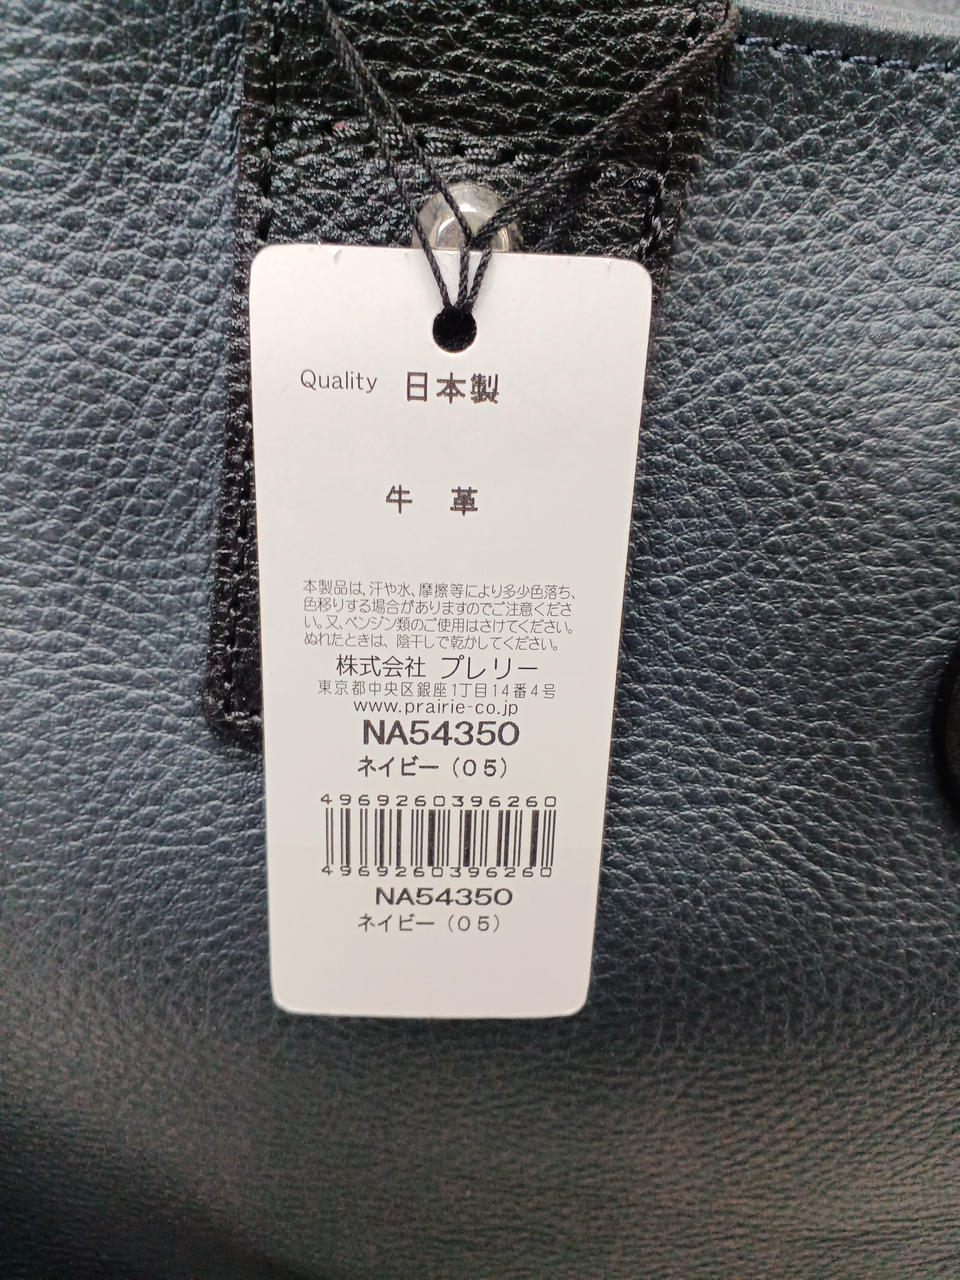 Quality 日本製
牛 革
本製品は,汗や水、摩擦等により多少色落ち、
色移りする場合がありますのでご注意くださ
い。又、ベンジン類のご使用はさけてください。
ぬれたときは、陰干しで乾かしてください。
株式会社 プレリー
東京都中央区銀座1丁目14番4号
www.prairie-co.jp
NA54350
ネイビー(05)
4969260396260
4969260396260
NA54350
ネイビー(05)